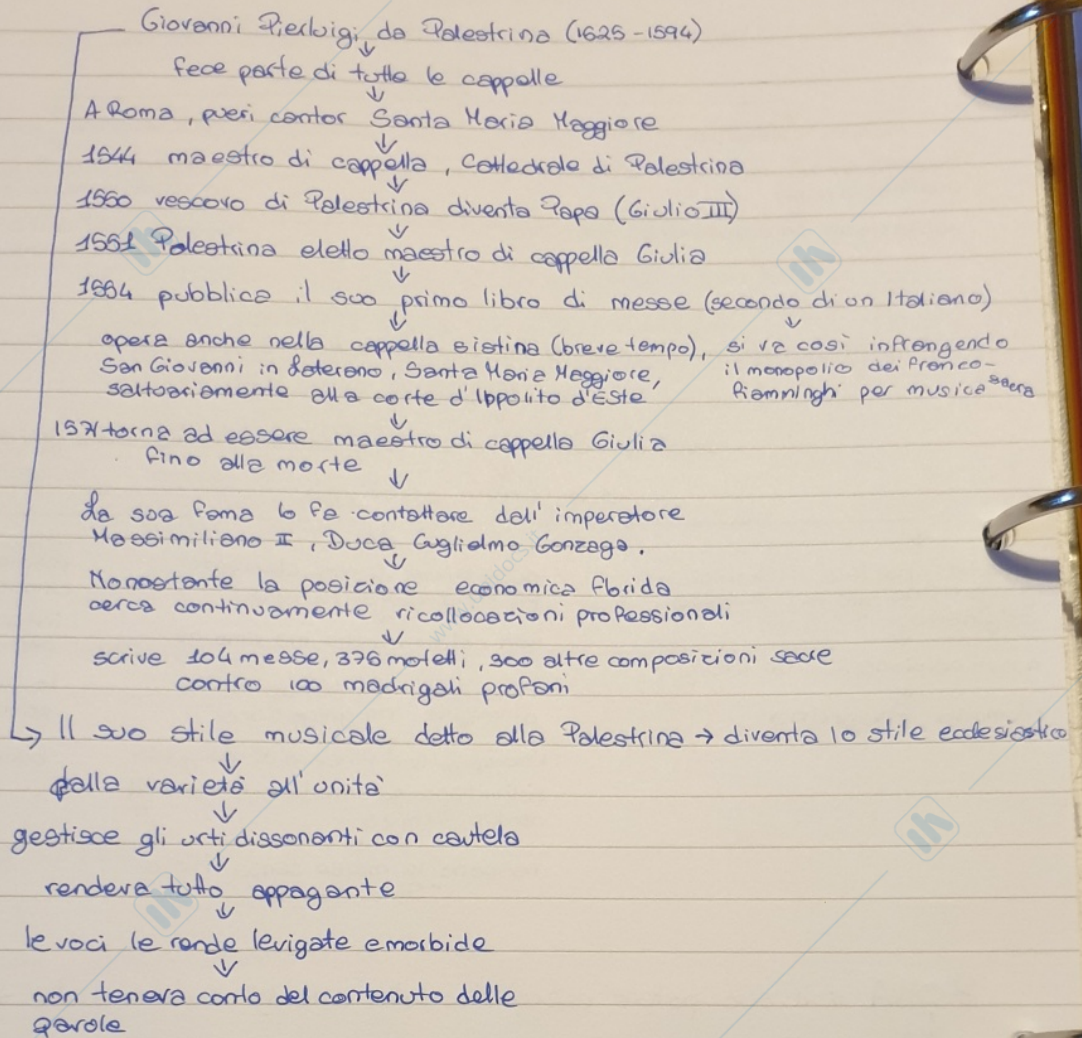 Giovanni Pierluigi da Palestrina (1625-1594)
↓
fece parte di tutte le cappelle
↓
A Roma, pueri cantor Santa Maria Maggiore
↓
1544 maestro di cappella, Cattedrale di Palestrina
↓
1550 vescovo di Palestrina diventa Papa (Giulio III)
↓
1551 Palestrina eletto maestro di cappella Giulia
↓
1554 pubblica il suo primo libro di messe (secondo di un Italiano)
↓ ↓
opera anche nella cappella sistina (breve tempo), si va così infrangendo
San Giovanni in Laterano, Santa Maria Maggiore, il monopolio dei franco-
saltuariamente alla corte d'Ippolito d'Este fiamminghi per musica sacra
↓
1571 torna ad essere maestro di cappella Giulia
fino alla morte
↓
La sua fama lo fa contattare dall'imperatore
Massimiliano II, Duca Guglielmo Gonzaga.
↓
Nonostante la posizione economica florida
cerca continuamente ricollocazioni professionali
↓
scrive 104 messe, 376 motetti, 300 altre composizioni sacre
contro 100 madrigali profani
→ Il suo stile musicale detto alla Palestrina → diventa lo stile ecclesiastico
↓
dalla varietà all'unità
↓
gestisce gli urti dissonanti con cautela
↓
rendeva tutto appagante
↓
le voci le rende levigate e morbide
↓
non teneva conto del contenuto delle
parole